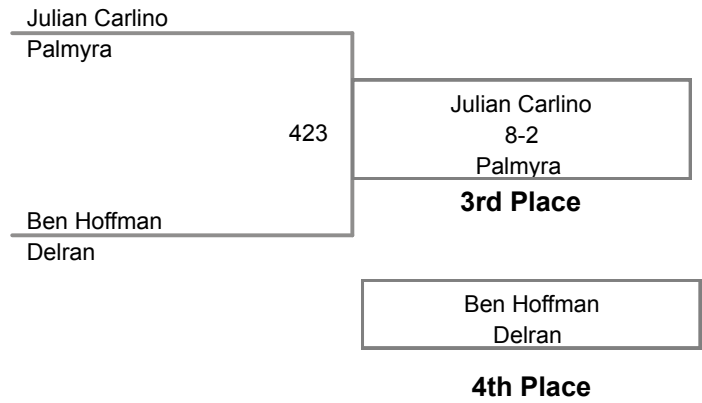 Julian Carlino
Palmyra
423
Julian Carlino
8-2
Palmyra
3rd Place
Ben Hoffman
Delran
Ben Hoffman
Delran
4th Place